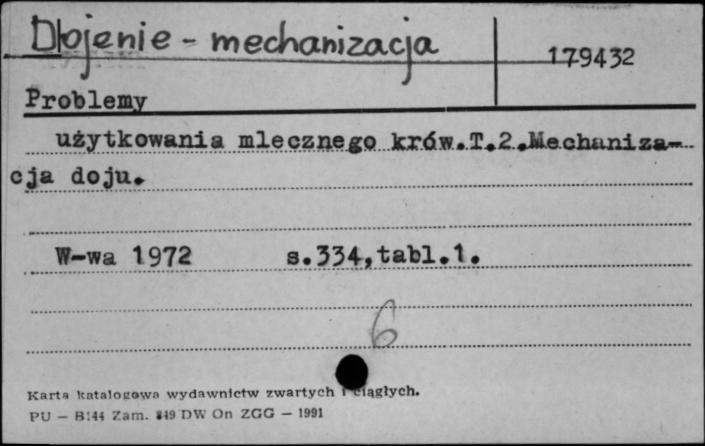 Dojenie - mechanizacja
179432
Problemy
użytkowania mlecznego krów.T.2.Mechaniza-
cja doju.
W-wa 1972 s.334,tabl.1.
6
Karta katalogowa wydawnictw zwartych i ciągłych.
PU — B144 Zam. 849 DW On ZGG — 1991